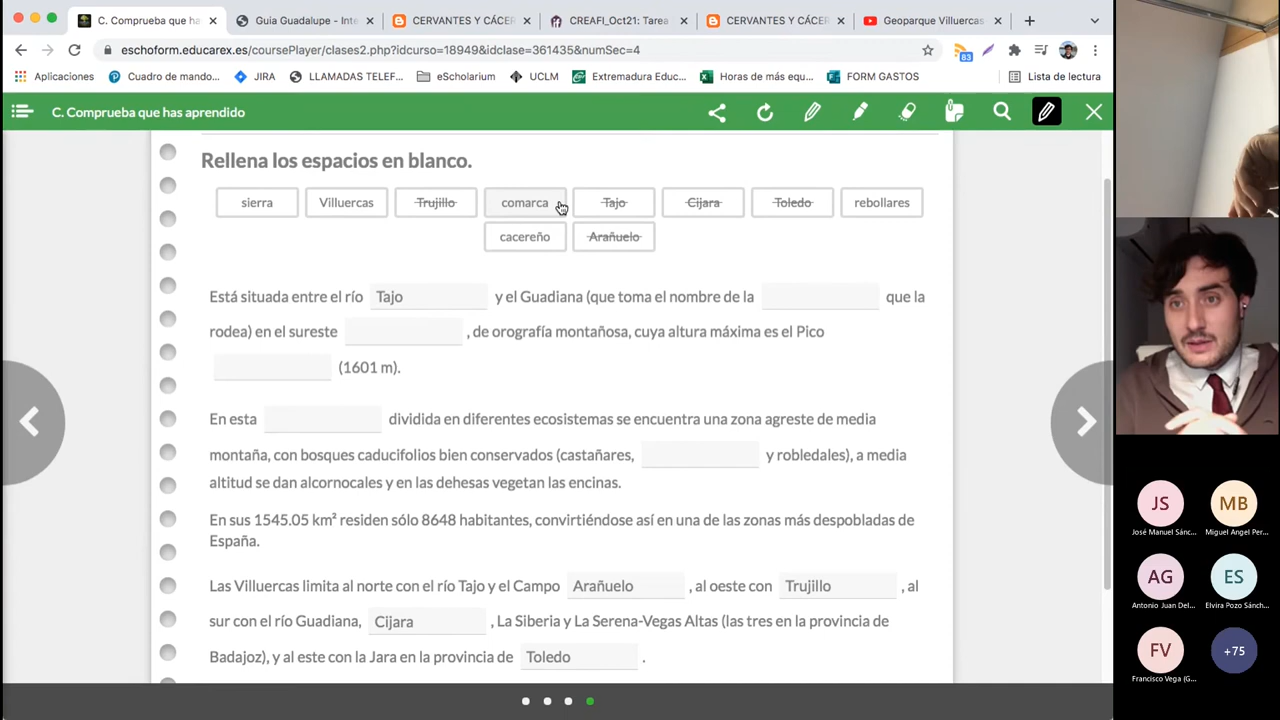 C. Comprueba que has
Guia Guadalupe - Inte
CERVANTES Y CÁCER
CREAFI_Oct21: Tarea
CERVANTES Y CÁCER
Geoparque Villuercas
eschoform.educarex.es/coursePlayer/clases2.php?idcurso=18949&idclase=361435&numSec=4
83
Aplicaciones
Cuadro de mando...
JIRA
LLAMADAS TELEF...
eScholarium
UCLM
Extremadura Educ...
Horas de más equ...
FORM GASTOS
Lista de lectura
C. Comprueba que has aprendido
Rellena los espacios en blanco.
sierra Villuercas Trujillo comarca Tajo Cijara Toledo rebollares
cacereño Arañuelo
Está situada entre el río Tajo y el Guadiana (que toma el nombre de la que la
rodea) en el sureste , de orografía montañosa, cuya altura máxima es el Pico
(1601 m).
En esta dividida en diferentes ecosistemas se encuentra una zona agreste de media
montaña, con bosques caducifolios bien conservados (castañares, y robledales), a media
altitud se dan alcornocales y en las dehesas vegetan las encinas.
En sus 1545.05 km² residen sólo 8648 habitantes, convirtiéndose así en una de las zonas más despobladas de
España.
Las Villuercas limita al norte con el río Tajo y el Campo Arañuelo , al oeste con Trujillo , al
sur con el río Guadiana, Cijara , La Siberia y La Serena-Vegas Altas (las tres en la provincia de
Badajoz), y al este con la Jara en la provincia de Toledo .
JS
MB
José Manuel Sánc...
Miguel Angel Per...
AG
ES
Antonio Juan Del...
Elvira Pozo Sánch...
FV
+75
Francisco Vega (G...